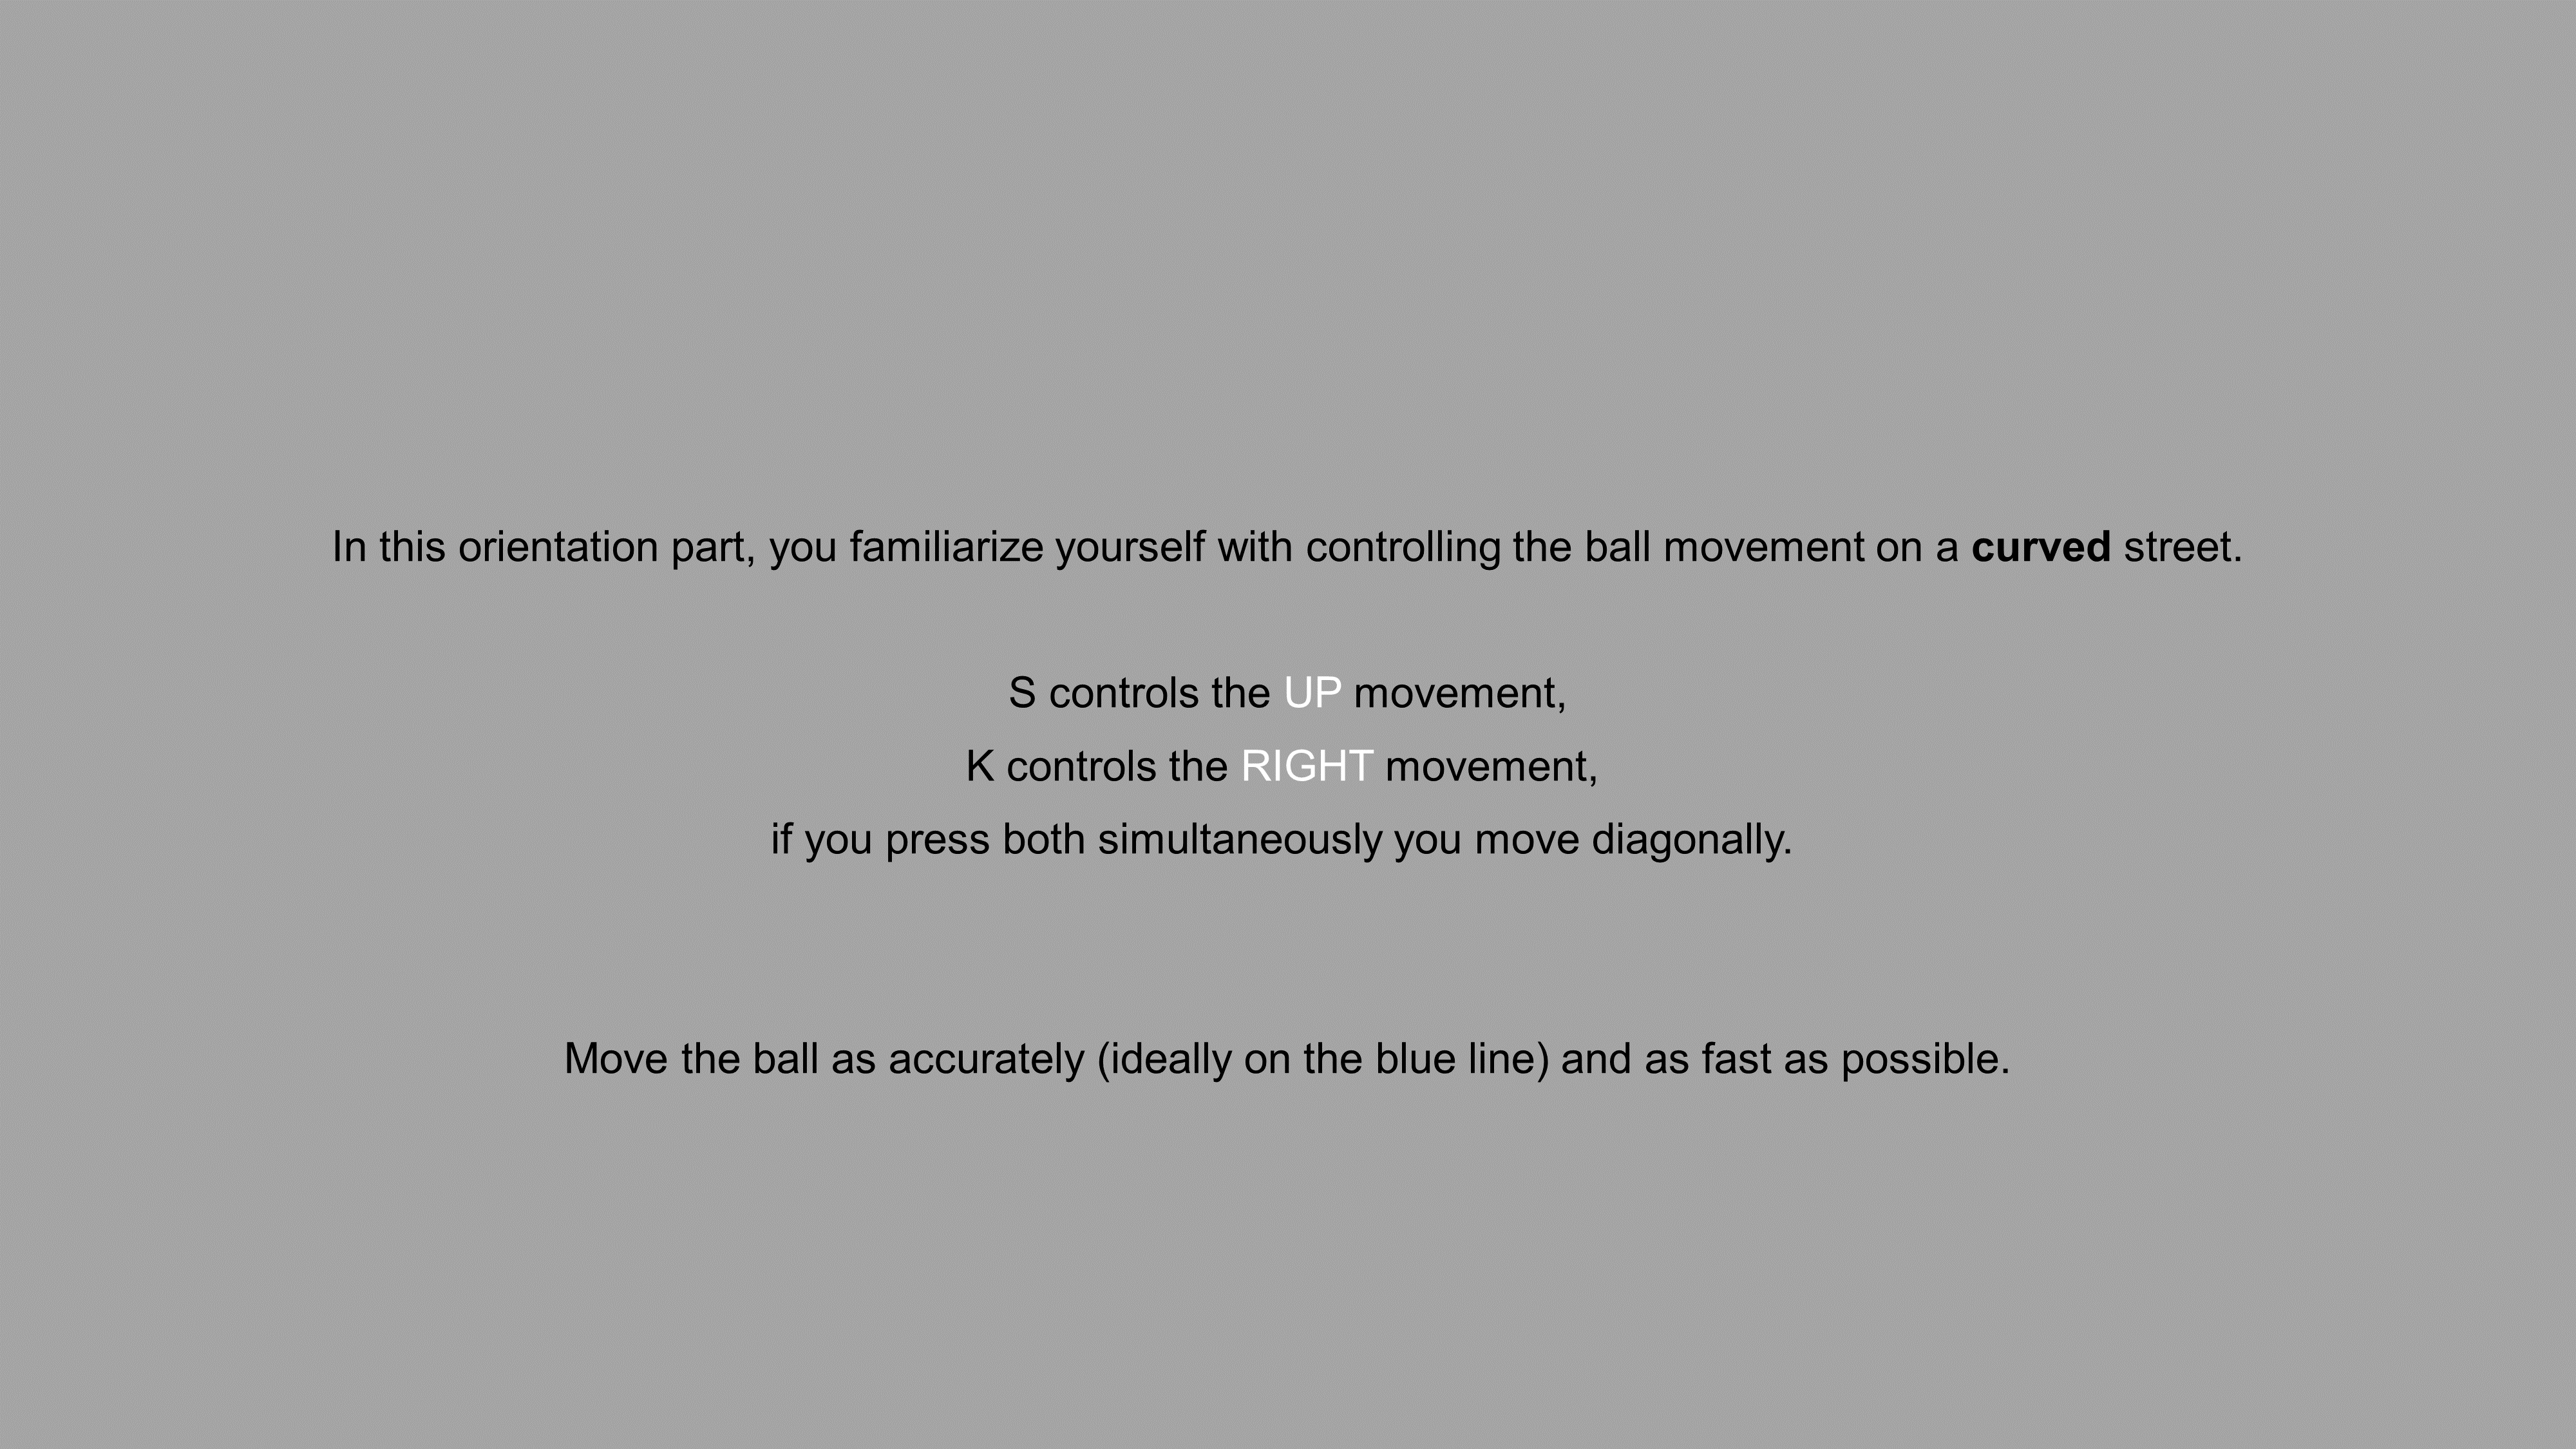 In this orientation part, you familiarize yourself with controlling the ball movement on a curved street.
S controls the UP movement,
K controls the RIGHT movement,
if you press both simultaneously you move diagonally.
Move the ball as accurately (ideally on the blue line) and as fast as possible.